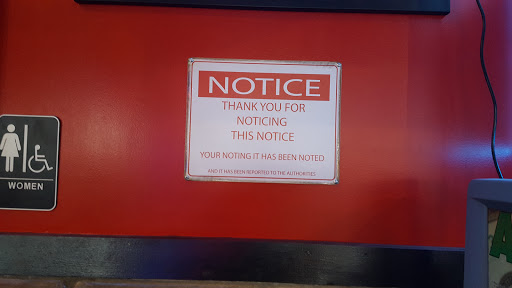 NOTICE
THANK YOU FOR
NOTICING
THIS NOTICE
YOUR NOTING IT HAS BEEN NOTED
AND IT HAS BEEN REPORTED TO THE AUTHORITIES
WOMEN